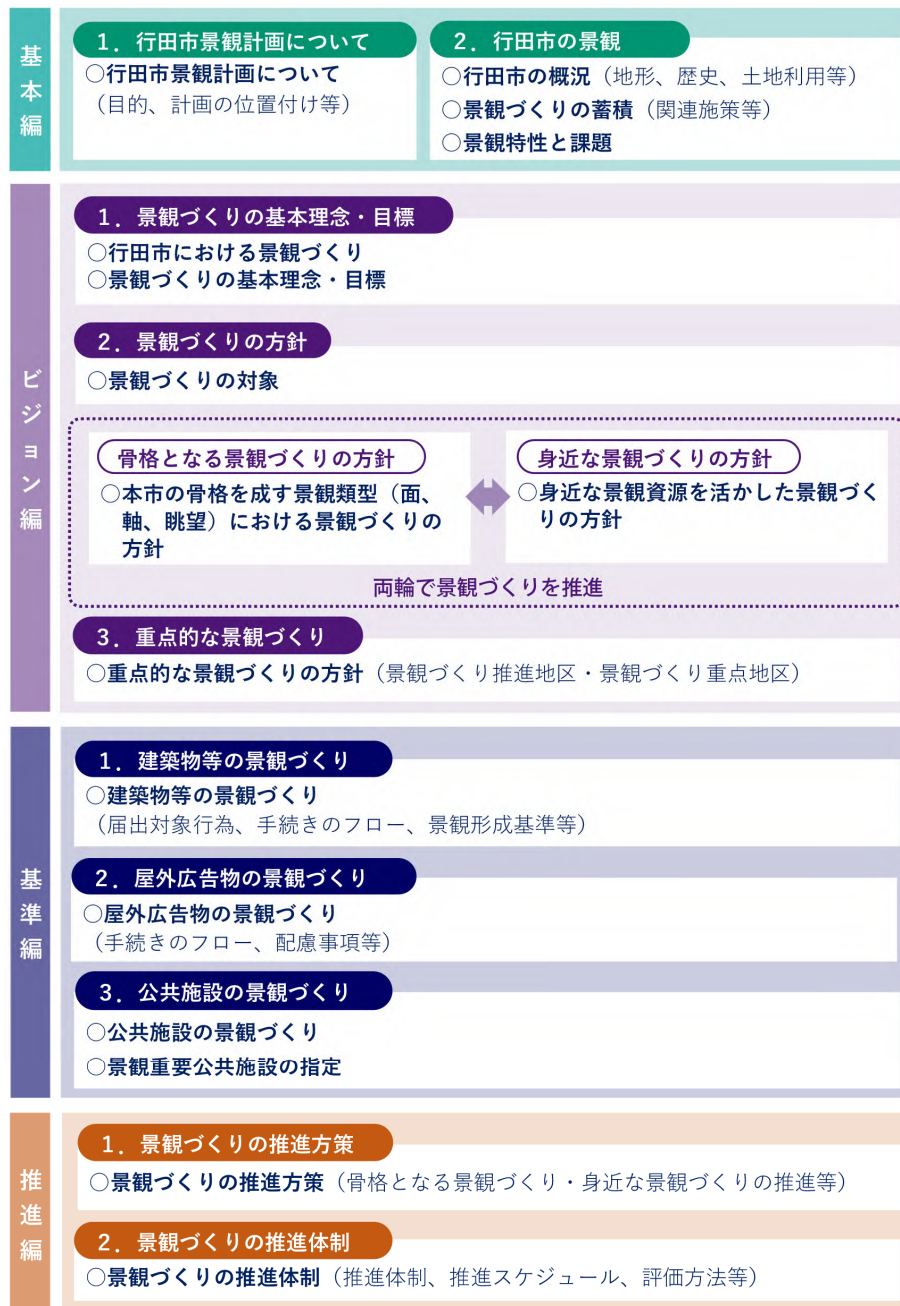 基本編
1．行田市景観計画について
○行田市景観計画について
（目的、計画の位置付け等）
2．行田市の景観
○行田市の概況（地形、歴史、土地利用等）
○景観づくりの蓄積（関連施策等）
○景観特性と課題
ビジョン編
1．景観づくりの基本理念・目標
○行田市における景観づくり
○景観づくりの基本理念・目標
2．景観づくりの方針
○景観づくりの対象
骨格となる景観づくりの方針
○本市の骨格を成す景観類型（面、
軸、眺望）における景観づくりの
方針
身近な景観づくりの方針
○身近な景観資源を活かした景観づく
りの方針
両輪で景観づくりを推進
3．重点的な景観づくり
○重点的な景観づくりの方針（景観づくり推進地区・景観づくり重点地区）
基準編
1．建築物等の景観づくり
○建築物等の景観づくり
（届出対象行為、手続きのフロー、景観形成基準等）
2．屋外広告物の景観づくり
○屋外広告物の景観づくり
（手続きのフロー、配慮事項等）
3．公共施設の景観づくり
○公共施設の景観づくり
○景観重要公共施設の指定
推進編
1．景観づくりの推進方策
○景観づくりの推進方策（骨格となる景観づくり・身近な景観づくりの推進等）
2．景観づくりの推進体制
○景観づくりの推進体制（推進体制、推進スケジュール、評価方法等）